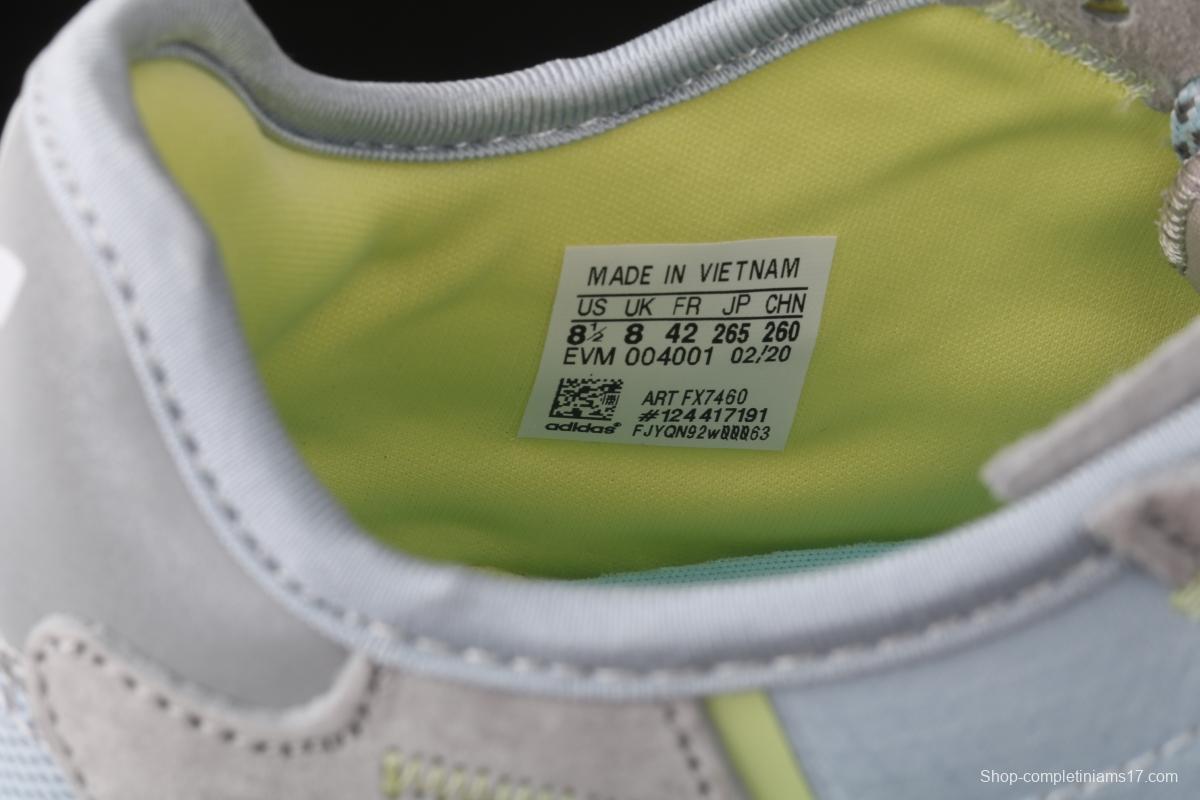 MADE IN VIETNAM
US UK FR JP CHN
8½ 8 42 265 260
EVM 004001 02/20
ART FX7460
#124417191
adidas FJYQN92w00063
Shop-completiniams17.com